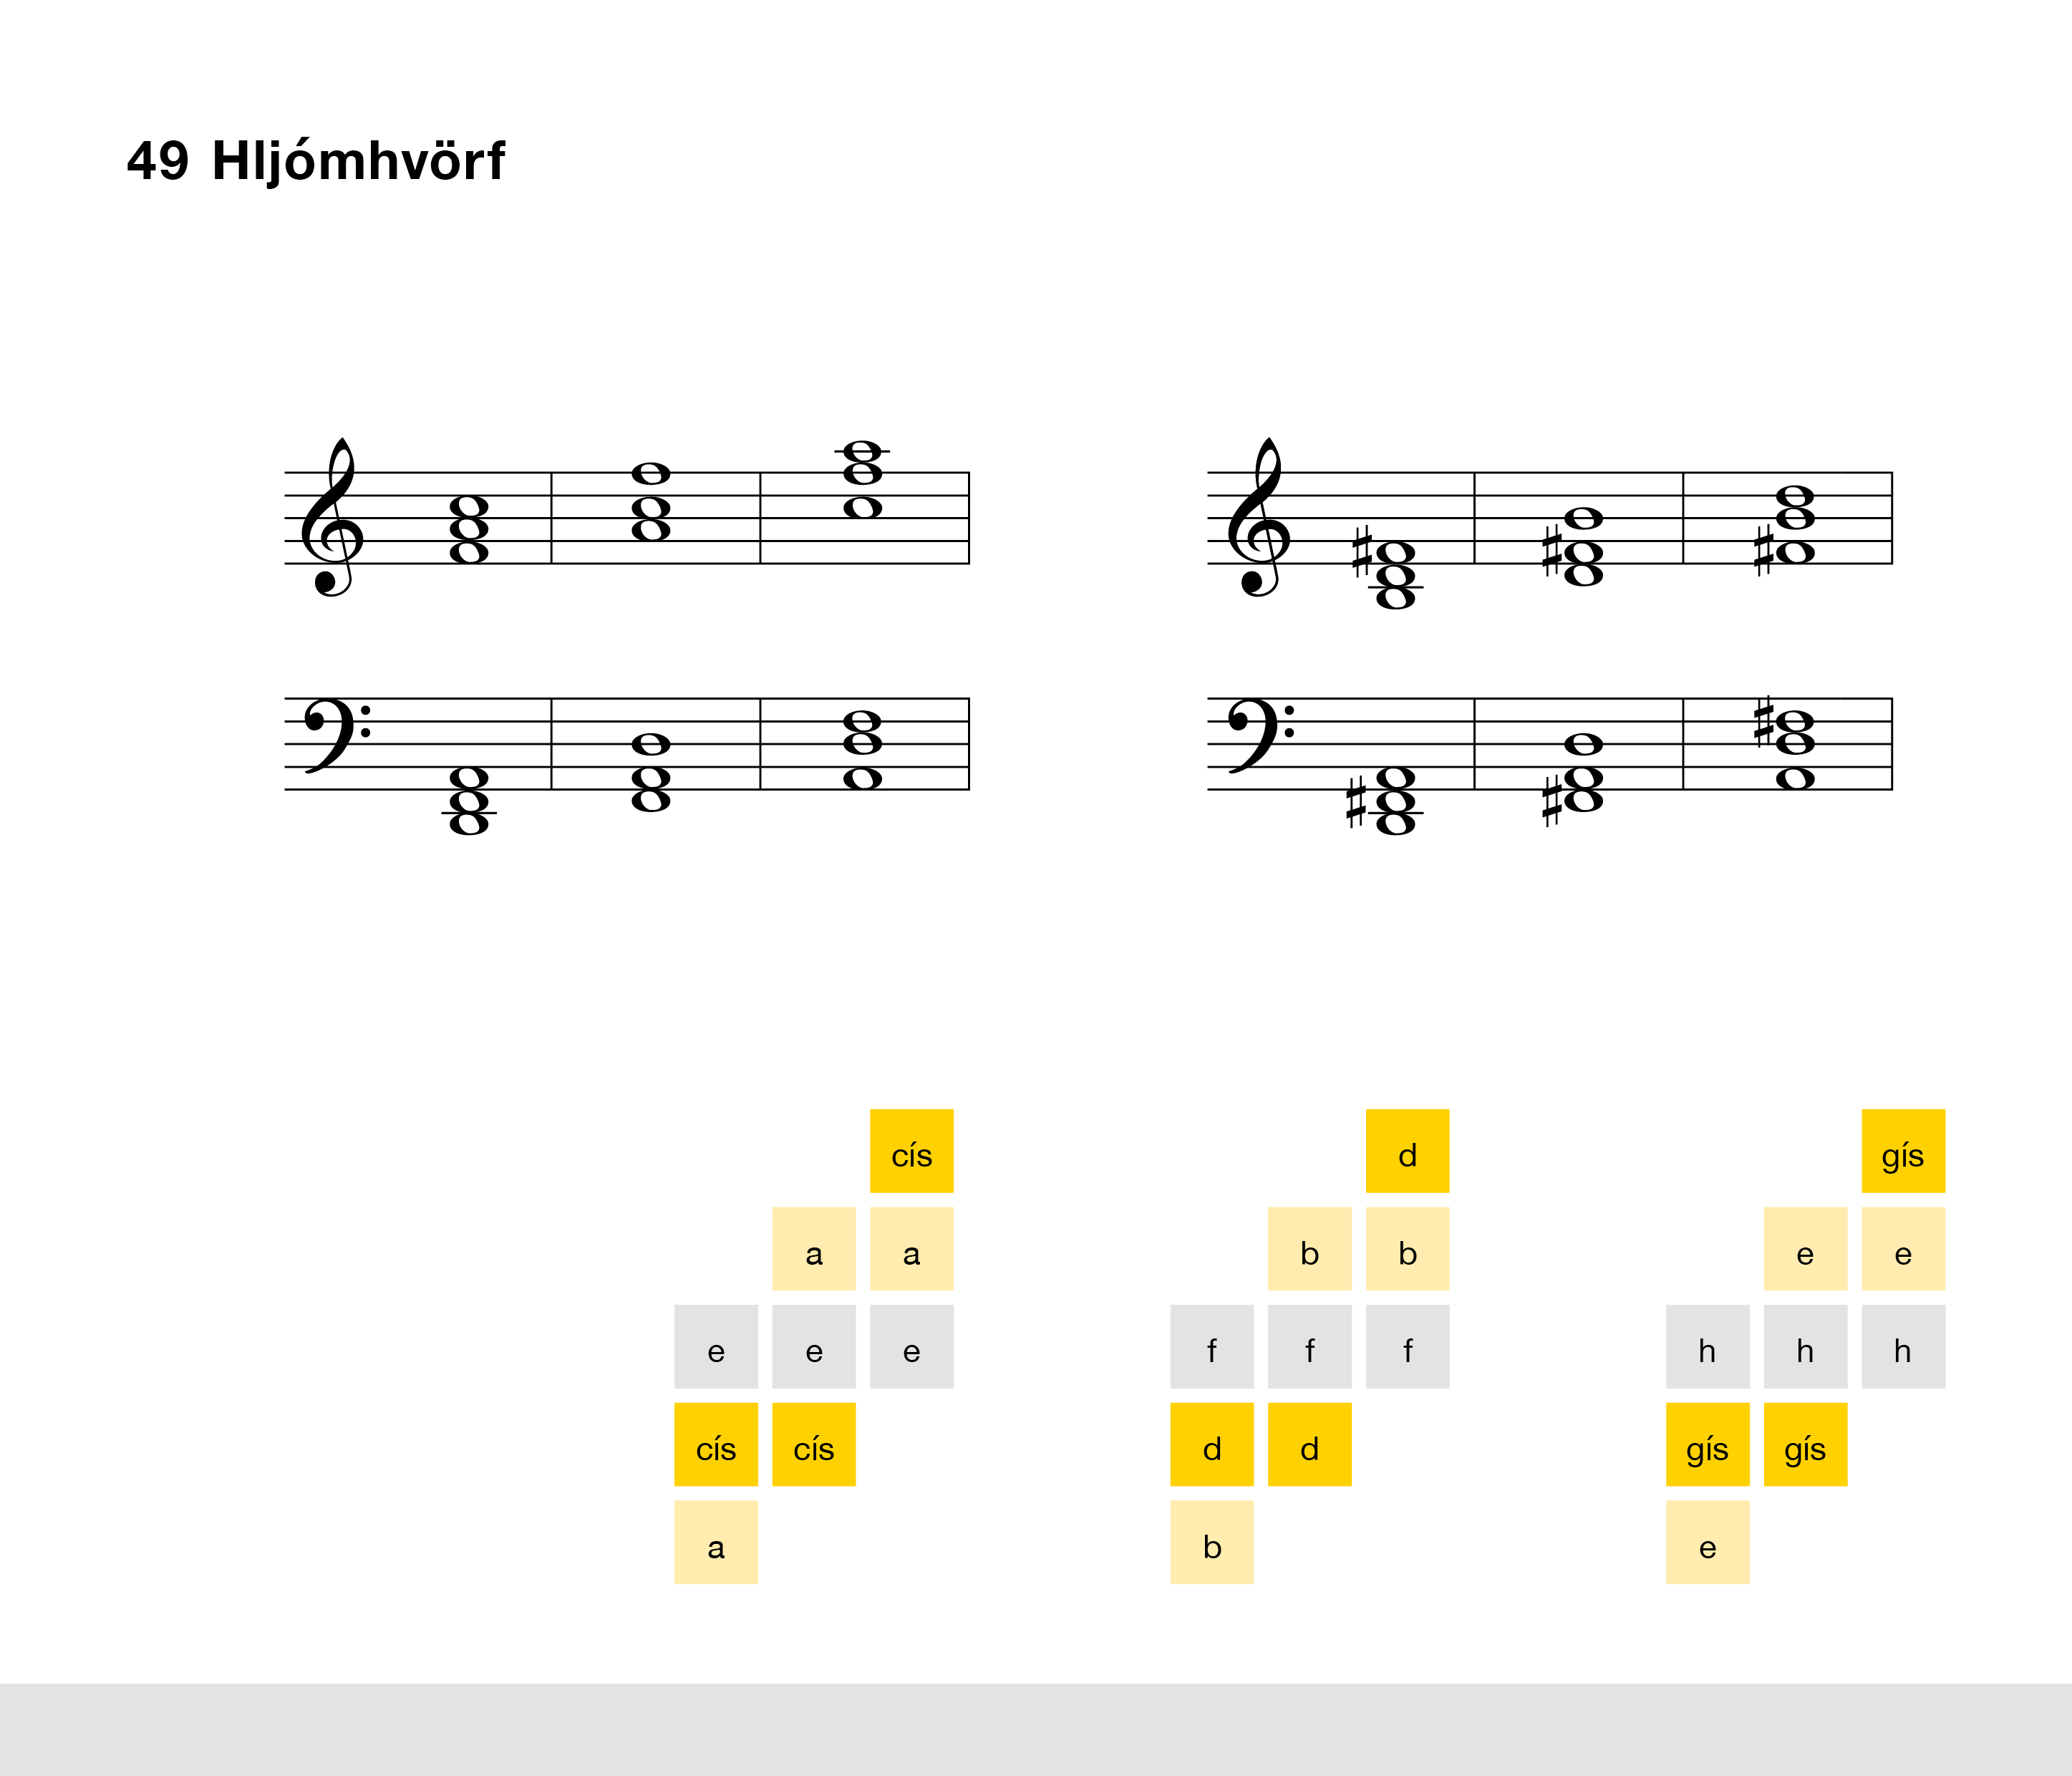 49 Hljómhvörf
cís d gís
a a b b e e
e e e f f f h h h
cís cís d d gís gís
a b e